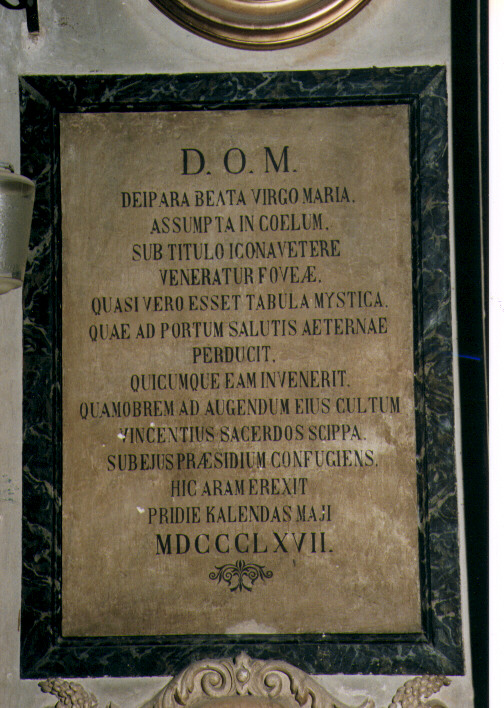 D. O. M.
DEIPARA BEATA VIRGO MARIA.
ASSUMPTA IN COELUM.
SUB TITULO ICONAVETERE
VENERATUR FOVEÆ.
QUASI VERO ESSET TABULA MYSTICA.
QUAE AD PORTUM SALUTIS AETERNAE
PERDUCIT.
QUICUMQUE EAM INVENERIT.
QUAMOBREM AD AUGENDUM EIUS CULTUM
VINCENTIUS SACERDOS SCIPPA.
SUB EJUS PRÆSIDIUM CONFUGIENS.
HIC ARAM EREXIT
PRIDIE KALENDAS MAJI
MDCCCLXVII.